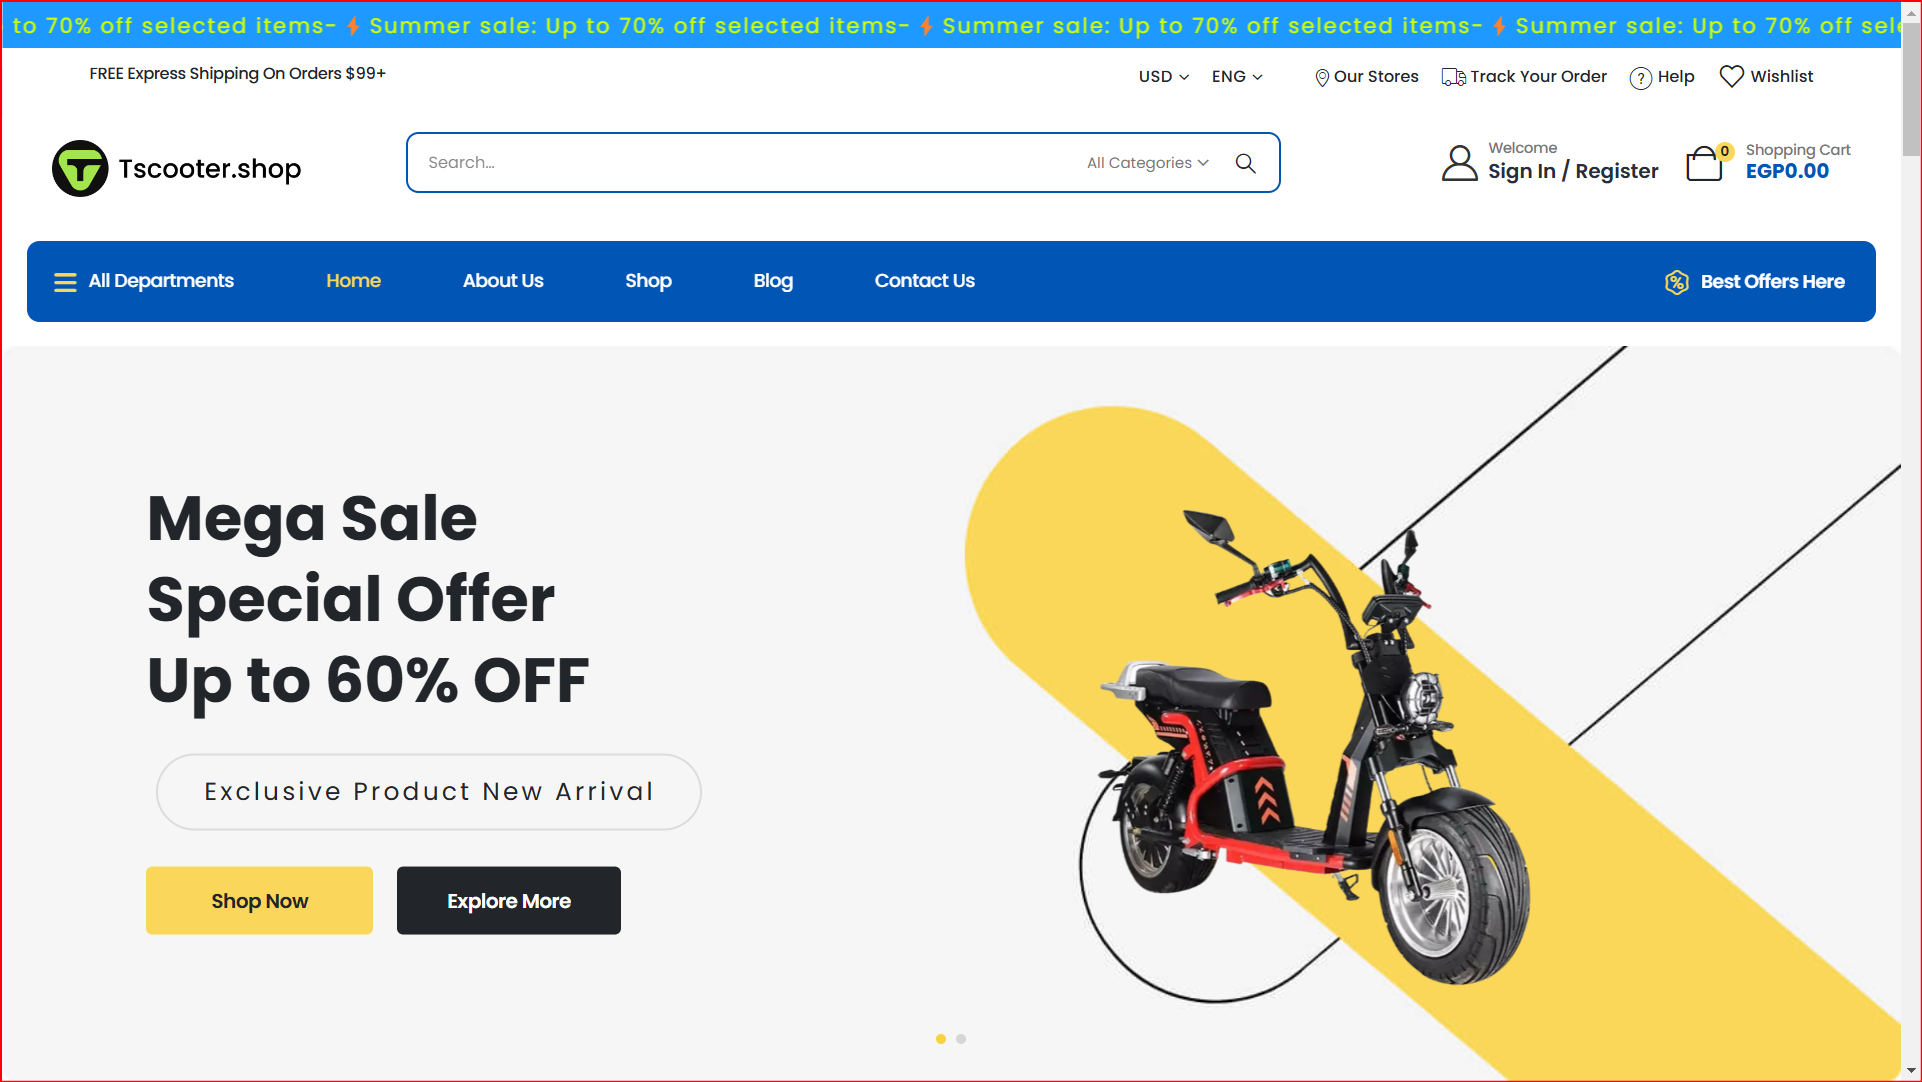 to 70% off selected items- ⚡ Summer sale: Up to 70% off selected items- ⚡ Summer sale: Up to 70% off selected items- ⚡ Summer sale: Up to 70% off
FREE Express Shipping On Orders $99+
USD ENG Our Stores Track Your Order ? Help Wishlist
Tscooter.shop
Search...
All Categories
Welcome
Sign In / Register
0
Shopping Cart
EGP0.00
All Departments Home About Us Shop Blog Contact Us % Best Offers Here
Mega Sale
Special Offer
Up to 60% OFF
Exclusive Product New Arrival
Shop Now Explore More